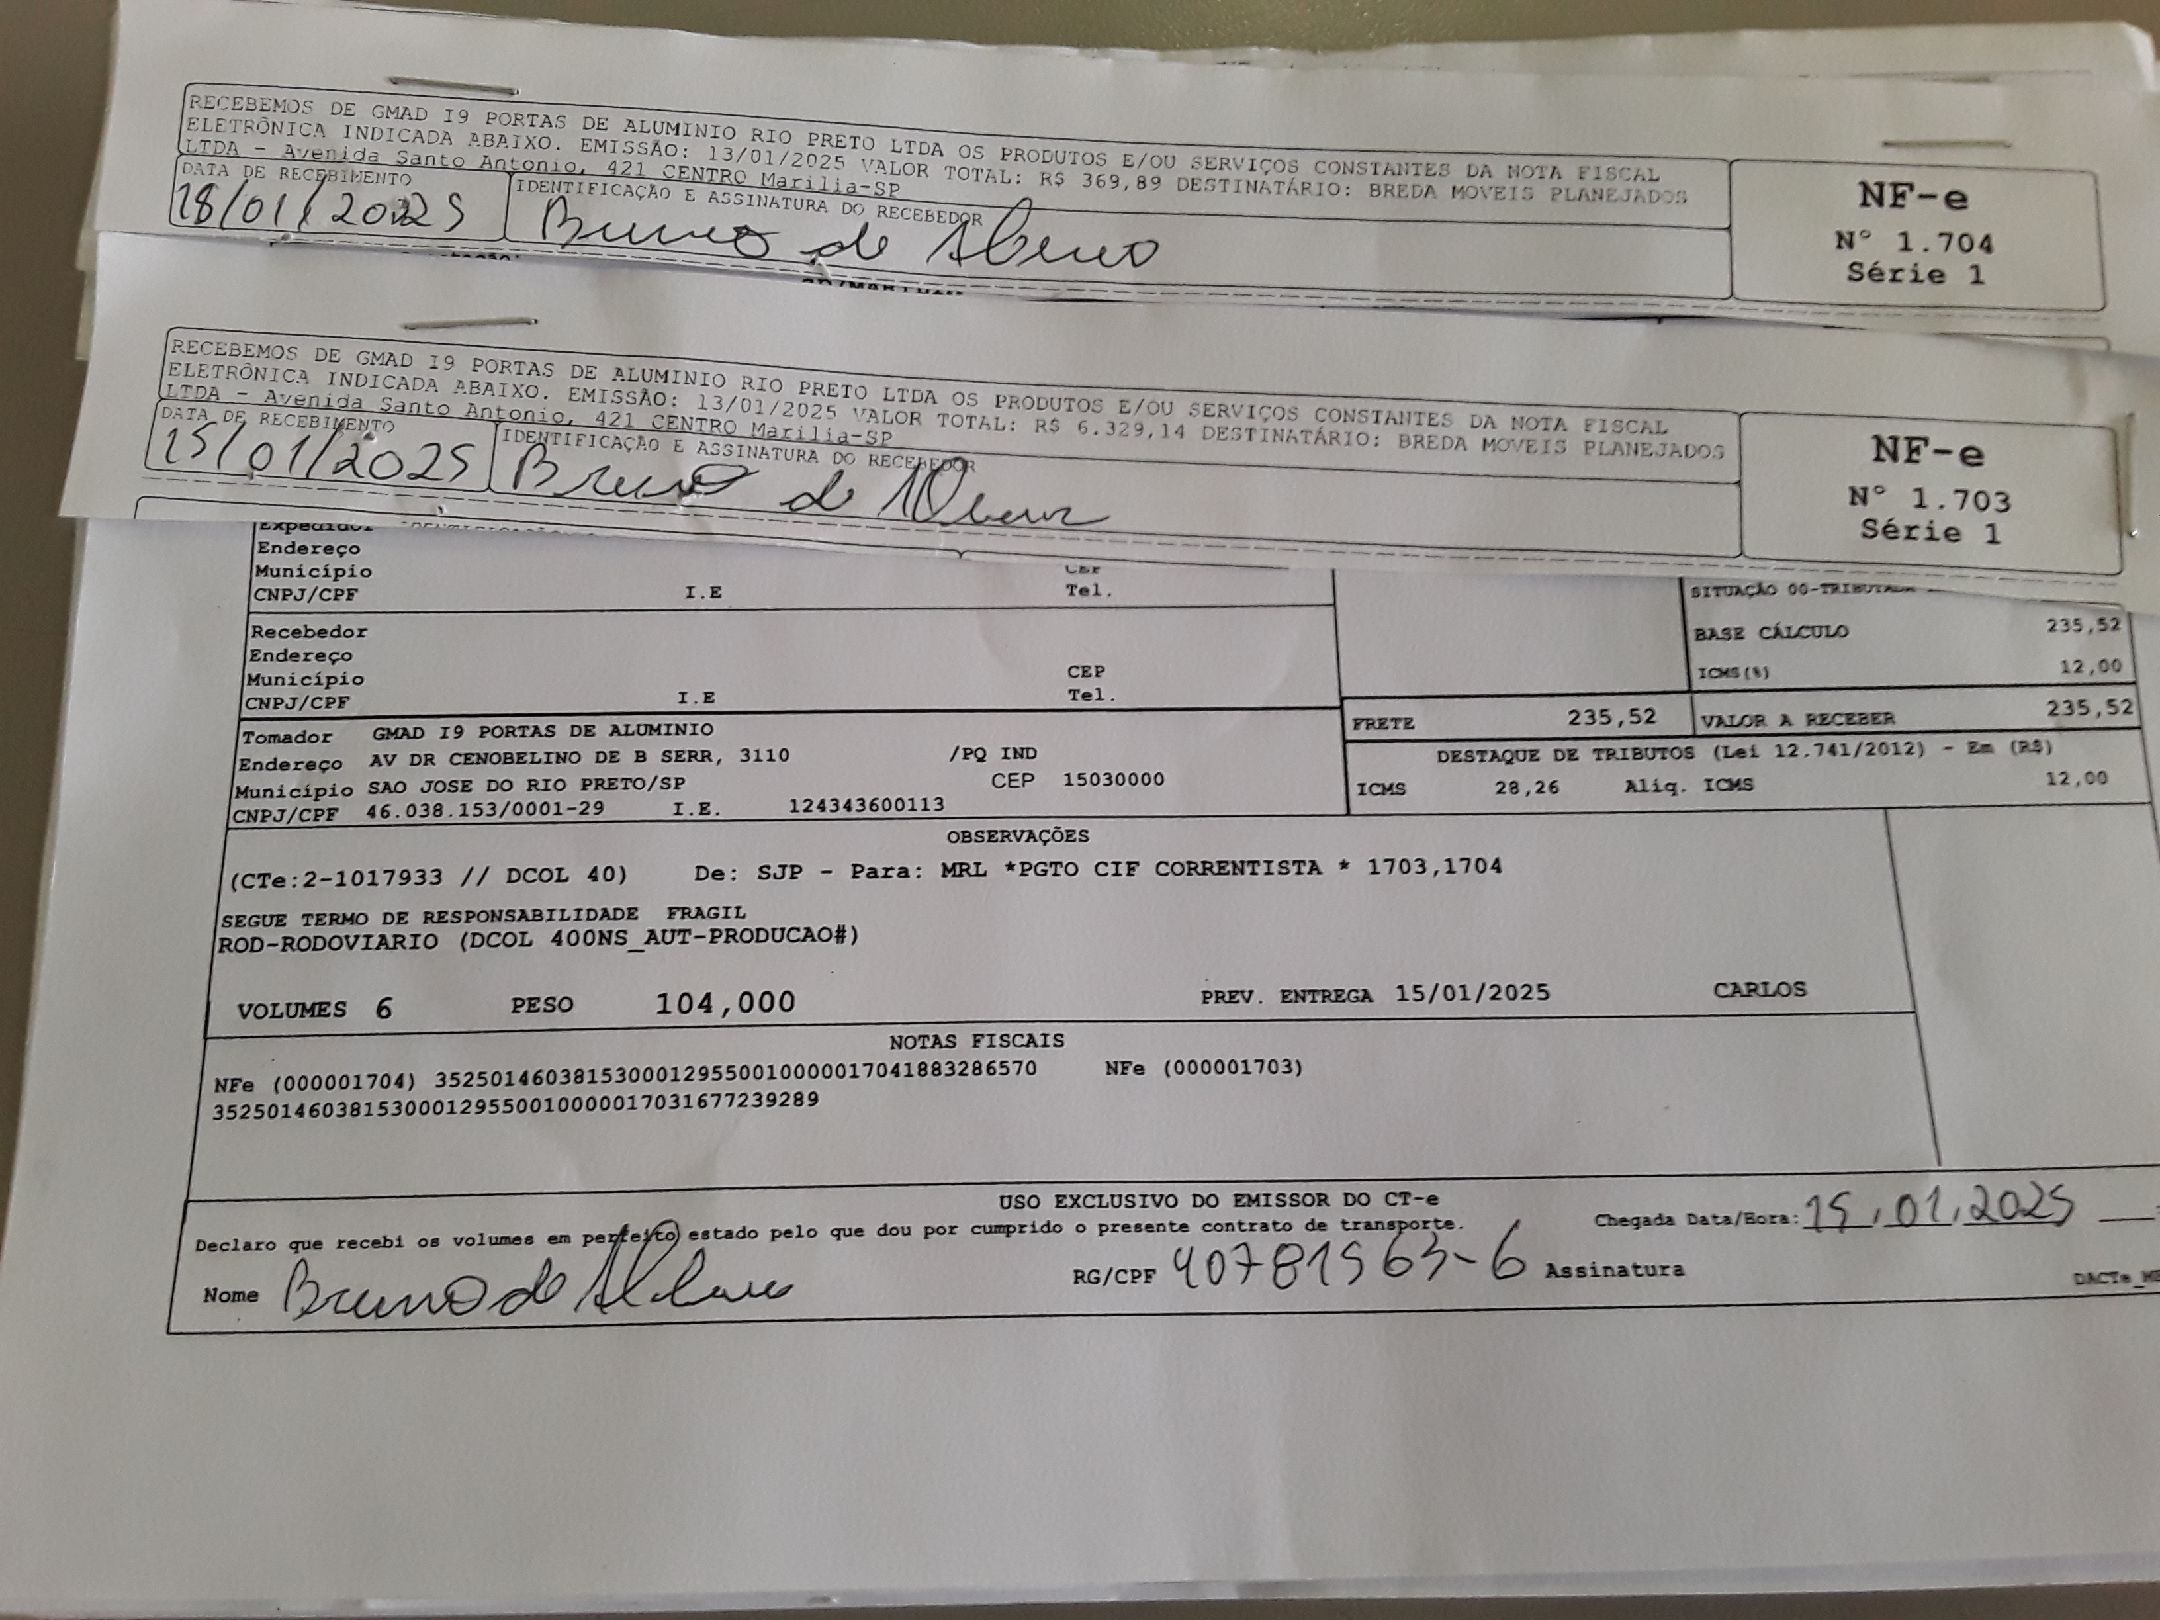 RECEBEMOS DE GMAD I9 PORTAS DE ALUMINIO RIO PRETO LTDA OS PRODUTOS E/OU SERVIÇOS CONSTANTES DA NOTA FISCAL
ELETRÔNICA INDICADA ABAIXO. EMISSÃO: 13/01/2025 VALOR TOTAL: R$ 369,89 DESTINATÁRIO: BREDA MOVEIS PLANEJADOS
LTDA - Avenida Santo Antonio, 421 CENTRO Marilia-SP
DATA DE RECEBIMENTO IDENTIFICAÇÃO E ASSINATURA DO RECEBEDOR
Bruno de
NF-e
N° 1.704
Série 1
RECEBEMOS DE GMAD I9 PORTAS DE ALUMINIO RIO PRETO LTDA OS PRODUTOS E/OU SERVIÇOS CONSTANTES DA NOTA FISCAL
ELETRÔNICA INDICADA ABAIXO. EMISSÃO: 13/01/2025 VALOR TOTAL: R$ 6.329,14 DESTINATÁRIO: BREDA MOVEIS PLANEJADOS
LTDA - Avenida Santo Antonio, 421 CENTRO Marilia-SP
DATA DE RECEBIMENTO IDENTIFICAÇÃO E ASSINATURA DO RECEBEDOR
15/01/2025 Bruno de
NF-e
N° 1.703
Série 1
Expedidor
Endereço
Município CEP
CNPJ/CPF I.E Tel.
Recebedor
Endereço
Município CEP
CNPJ/CPF I.E Tel.
SITUAÇÃO 00-TRIBUTADA
BASE CÁLCULO 235,52
ICMS(%) 12,00
FRETE 235,52 VALOR A RECEBER 235,52
Tomador GMAD I9 PORTAS DE ALUMINIO
Endereço AV DR CENOBELINO DE B SERR, 3110 /PQ IND
Município SAO JOSE DO RIO PRETO/SP CEP 15030000
CNPJ/CPF 46.038.153/0001-29 I.E. 124343600113
DESTAQUE DE TRIBUTOS (Lei 12.741/2012) - Em (R$)
ICMS 28,26 Aliq. ICMS 12,00
OBSERVAÇÕES
(CTe:2-1017933 // DCOL 40) De: SJP - Para: MRL *PGTO CIF CORRENTISTA * 1703,1704
SEGUE TERMO DE RESPONSABILIDADE FRAGIL
ROD-RODOVIARIO (DCOL 400NS_AUT-PRODUCAO#)
VOLUMES 6 PESO 104,000 PREV. ENTREGA 15/01/2025 CARLOS
NOTAS FISCAIS
NFe (000001704) 35250146038153000129550010000017041883286570 NFe (000001703)
35250146038153000129550010000017031677239289
USO EXCLUSIVO DO EMISSOR DO CT-e
Declaro que recebi os volumes em perfeito estado pelo que dou por cumprido o presente contrato de transporte. Chegada Data/Hora: 15,01,2025
Nome Bruno de RG/CPF 40781563-6 Assinatura